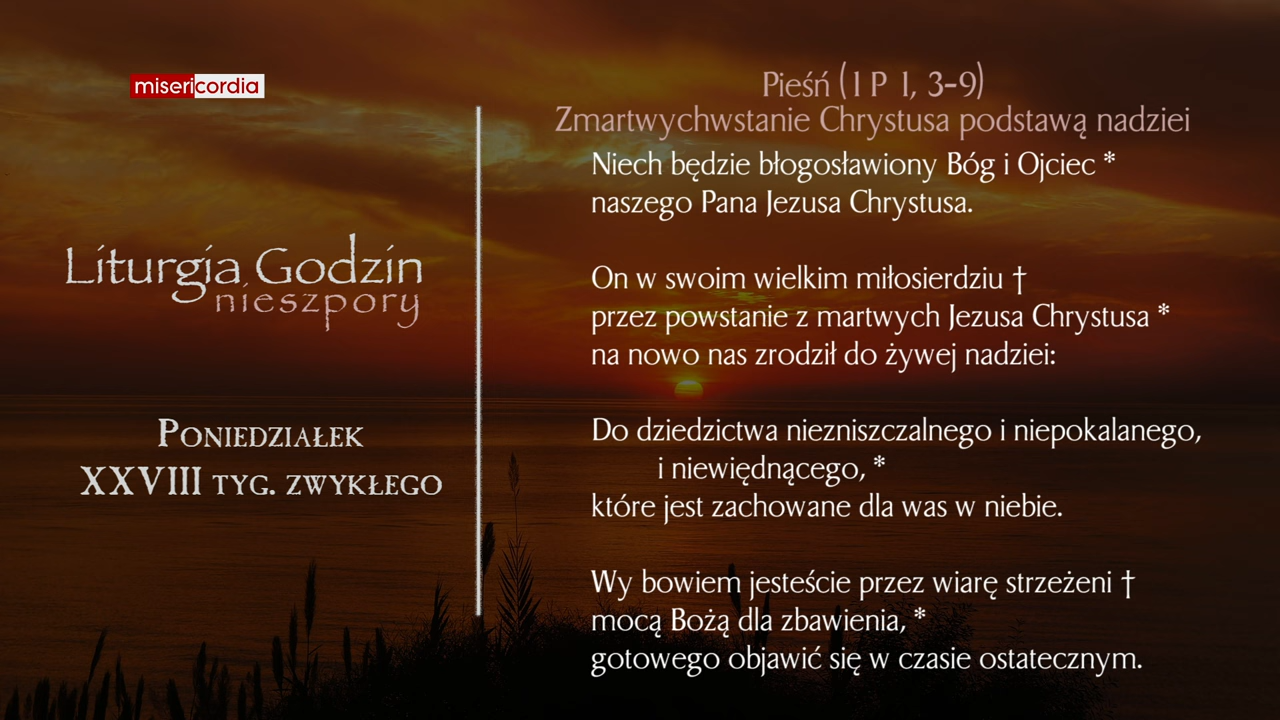 misericordia
Liturgia Godzin
nieszpory
Poniedziałek
XXVIII tyg. zwykłego
Pieśń (1 P 1, 3-9)
Zmartwychwstanie Chrystusa podstawą nadziei
Niech będzie błogosławiony Bóg i Ojciec *
naszego Pana Jezusa Chrystusa.
On w swoim wielkim miłosierdziu †
przez powstanie z martwych Jezusa Chrystusa *
na nowo nas zrodził do żywej nadziei:
Do dziedzictwa niezniszczalnego i niepokalanego,
i niewiędnącego, *
które jest zachowane dla was w niebie.
Wy bowiem jesteście przez wiarę strzeżeni †
mocą Bożą dla zbawienia, *
gotowego objawić się w czasie ostatecznym.